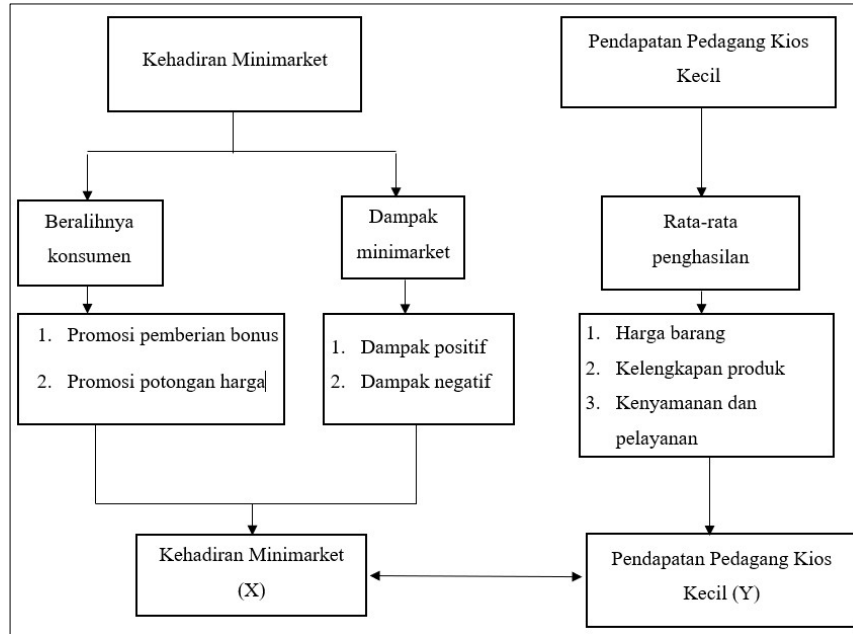 Kehadiran Minimarket
Pendapatan Pedagang Kios
Kecil
Beralihnya
konsumen
Dampak
minimarket
Rata-rata
penghasilan
1. Promosi pemberian bonus
2. Promosi potongan harga
1. Dampak positif
2. Dampak negatif
1. Harga barang
2. Kelengkapan produk
3. Kenyamanan dan
pelayanan
Kehadiran Minimarket
(X)
Pendapatan Pedagang Kios
Kecil (Y)